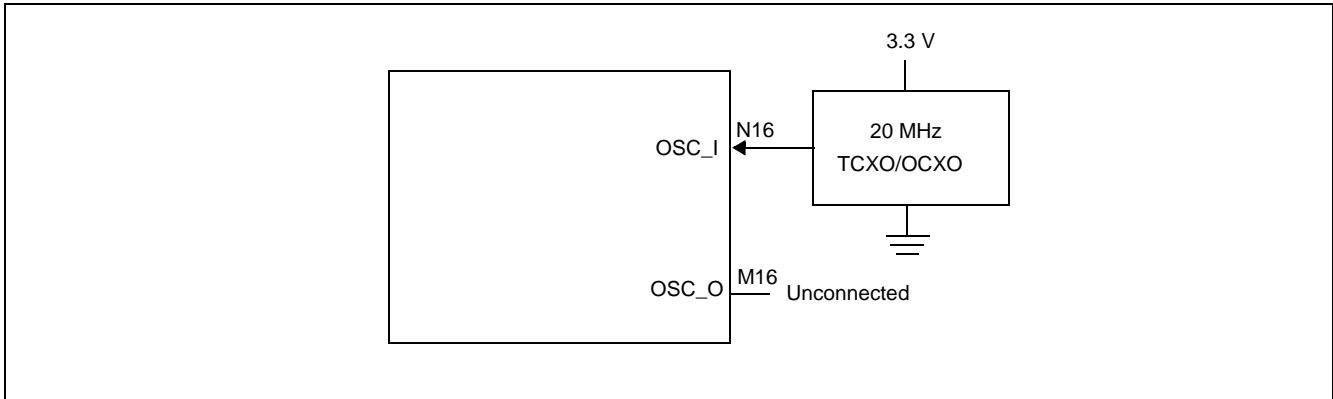 3.3 V
20 MHz
TCXO/OCXO
N16
OSC_I
M16
OSC_O
Unconnected